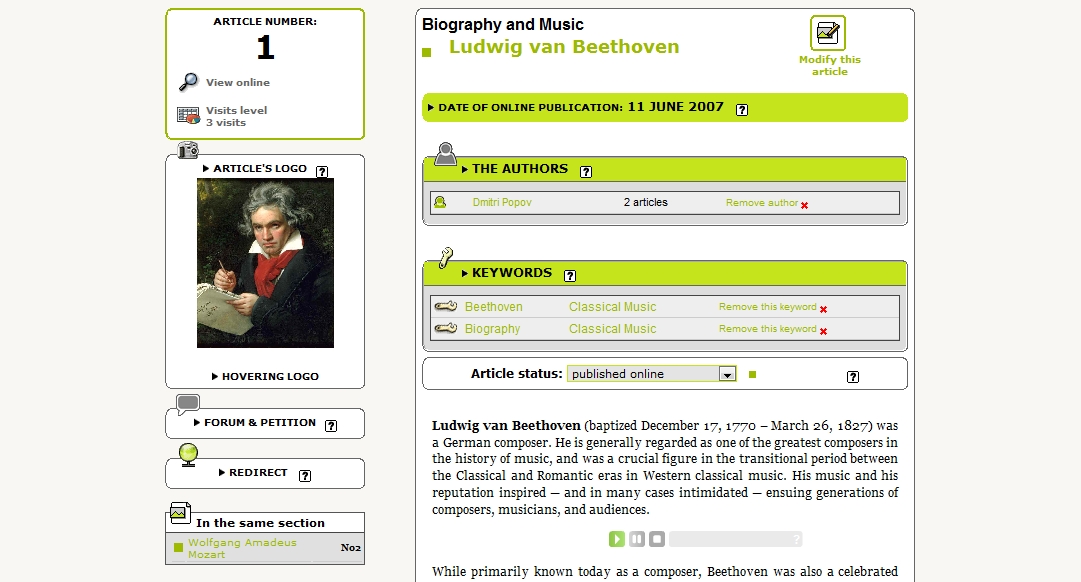 ARTICLE NUMBER:
1
View online
Visits level
3 visits
ARTICLE'S LOGO ?
HOVERING LOGO
FORUM & PETITION ?
REDIRECT ?
In the same section
Wolfgang Amadeus
Mozart
No2
Biography and Music
Ludwig van Beethoven
Modify this
article
DATE OF ONLINE PUBLICATION: 11 JUNE 2007 ?
THE AUTHORS ?
Dmitri Popov 2 articles Remove author
KEYWORDS ?
Beethoven Classical Music Remove this keyword
Biography Classical Music Remove this keyword
Article status: published online ?
Ludwig van Beethoven (baptized December 17, 1770 – March 26, 1827) was
a German composer. He is generally regarded as one of the greatest composers in
the history of music, and was a crucial figure in the transitional period between
the Classical and Romantic eras in Western classical music. His music and his
reputation inspired — and in many cases intimidated — ensuing generations of
composers, musicians, and audiences.
?
While primarily known today as a composer, Beethoven was also a celebrated